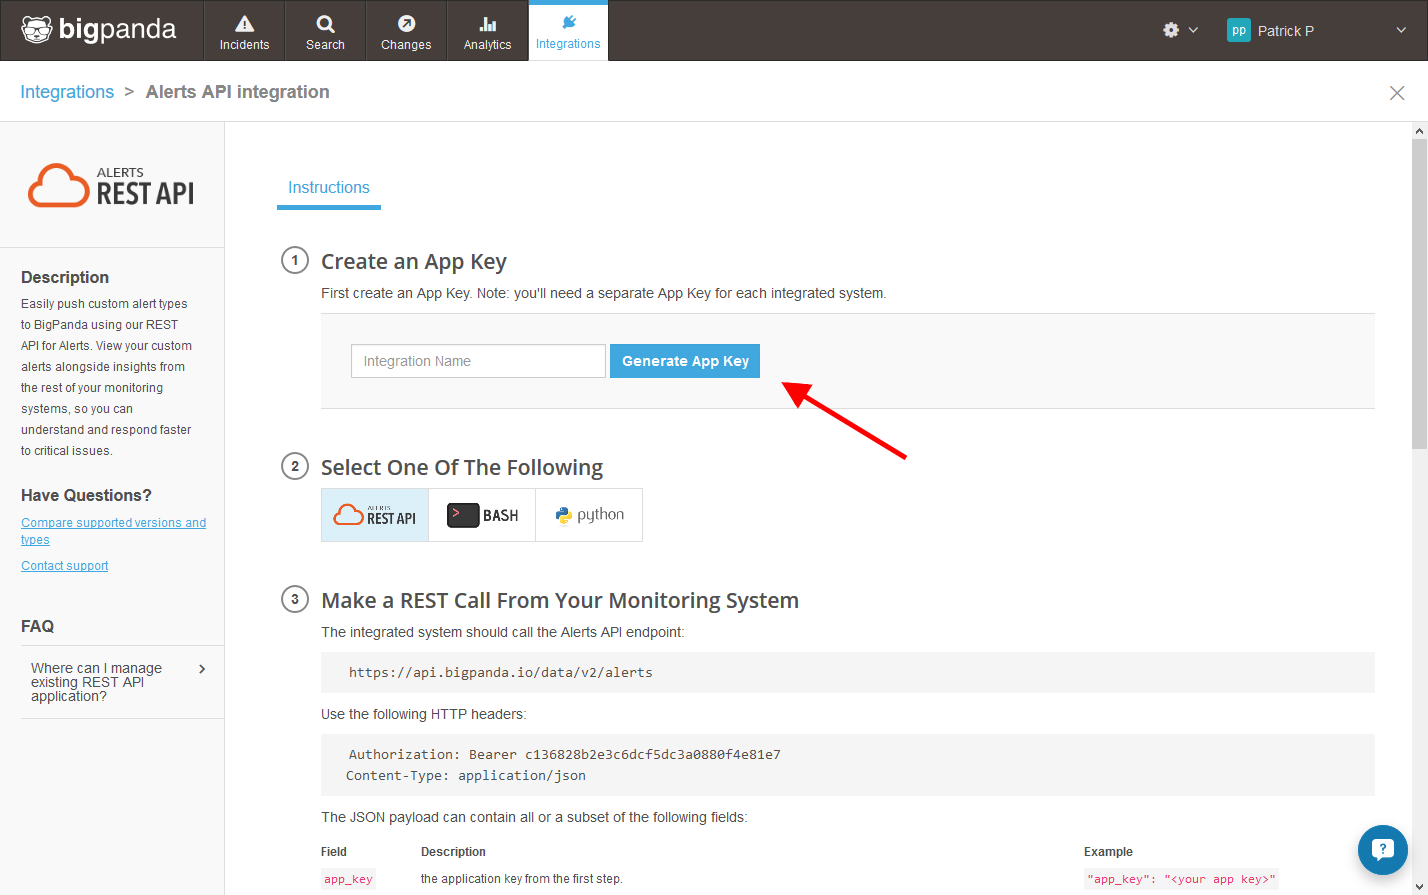 bigpanda
Incidents
Search
Changes
Analytics
Integrations
pp
Patrick P
Integrations > Alerts API integration
ALERTS
REST API
Description
Easily push custom alert types
to BigPanda using our REST
API for Alerts. View your custom
alerts alongside insights from
the rest of your monitoring
systems, so you can
understand and respond faster
to critical issues.
Have Questions?
Compare supported versions and
types
Contact support
FAQ
Where can I manage
existing REST API
application?
Instructions
1 Create an App Key
First create an App Key. Note: you'll need a separate App Key for each integrated system.
Integration Name
Generate App Key
2 Select One Of The Following
ALERTS
REST API
>_ BASH
python
3 Make a REST Call From Your Monitoring System
The integrated system should call the Alerts API endpoint:
https://api.bigpanda.io/data/v2/alerts
Use the following HTTP headers:
Authorization: Bearer c136828b2e3c6dcf5dc3a0880f4e81e7
Content-Type: application/json
The JSON payload can contain all or a subset of the following fields:
Field Description Example
app_key the application key from the first step. "app_key": "<your app key>"
?